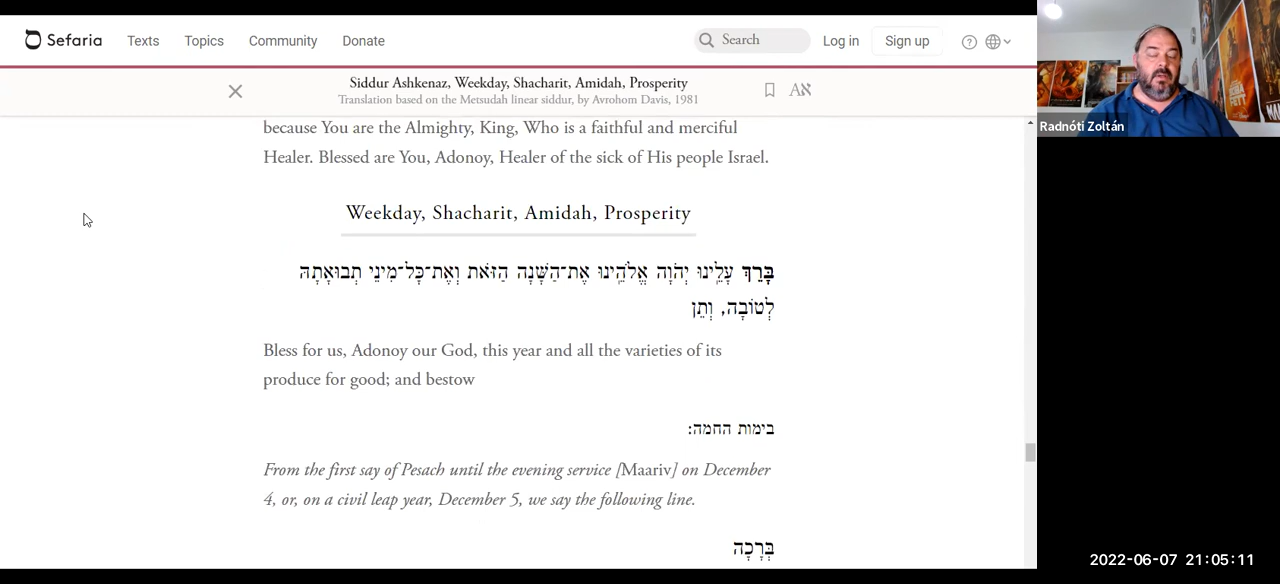 Sefaria Texts Topics Community Donate Search Log in Sign up
Siddur Ashkenaz, Weekday, Shacharit, Amidah, Prosperity
Translation based on the Metsudah linear siddur, by Avrohom Davis, 1981
because You are the Almighty, King, Who is a faithful and merciful
Healer. Blessed are You, Adonoy, Healer of the sick of His people Israel.
Weekday, Shacharit, Amidah, Prosperity
בָּרֵךְ עָלֵֽינוּ יְהֹוָה אֱלֹהֵֽינוּ אֶת־הַשָּׁנָה הַזֹּאת וְאֶת־כָּל־מִינֵי תְבוּאָתָהּ
לְטוֹבָה, וְתֵן
Bless for us, Adonoy our God, this year and all the varieties of its
produce for good; and bestow
בימות החמה:
From the first say of Pesach until the evening service [Maariv] on December
4, or, on a civil leap year, December 5, we say the following line.
בְּרָכָה
Radnóti Zoltán
2022-06-07 21:05:11